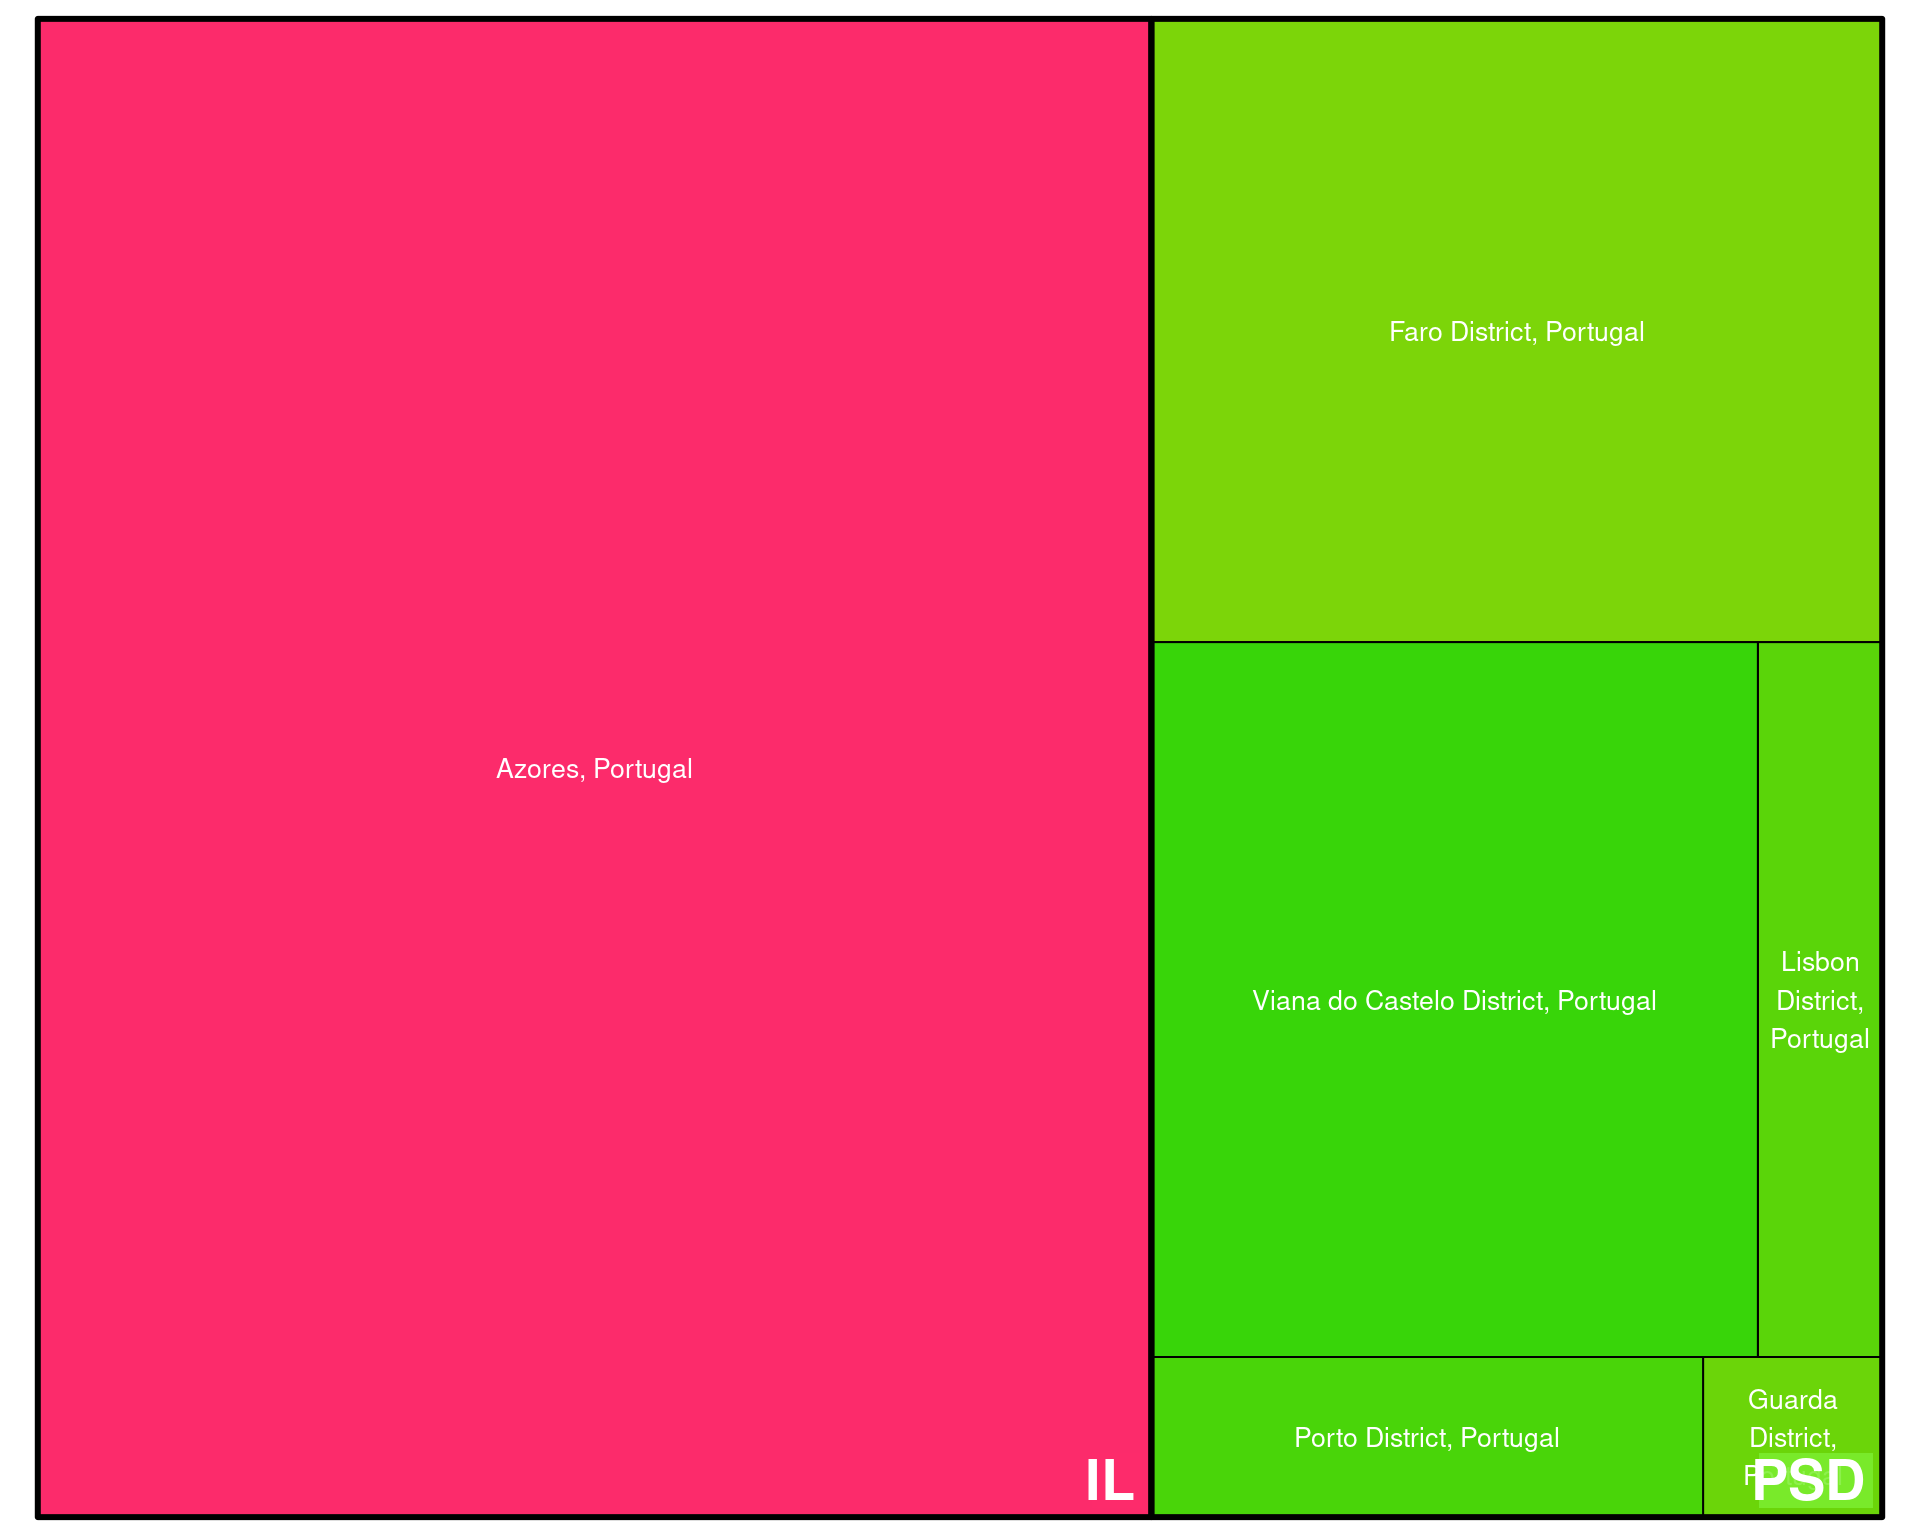 Faro District, Portugal
Azores, Portugal
Viana do Castelo District, Portugal
Lisbon
District,
Portugal
Porto District, Portugal
Guarda
District,
IL
PSD